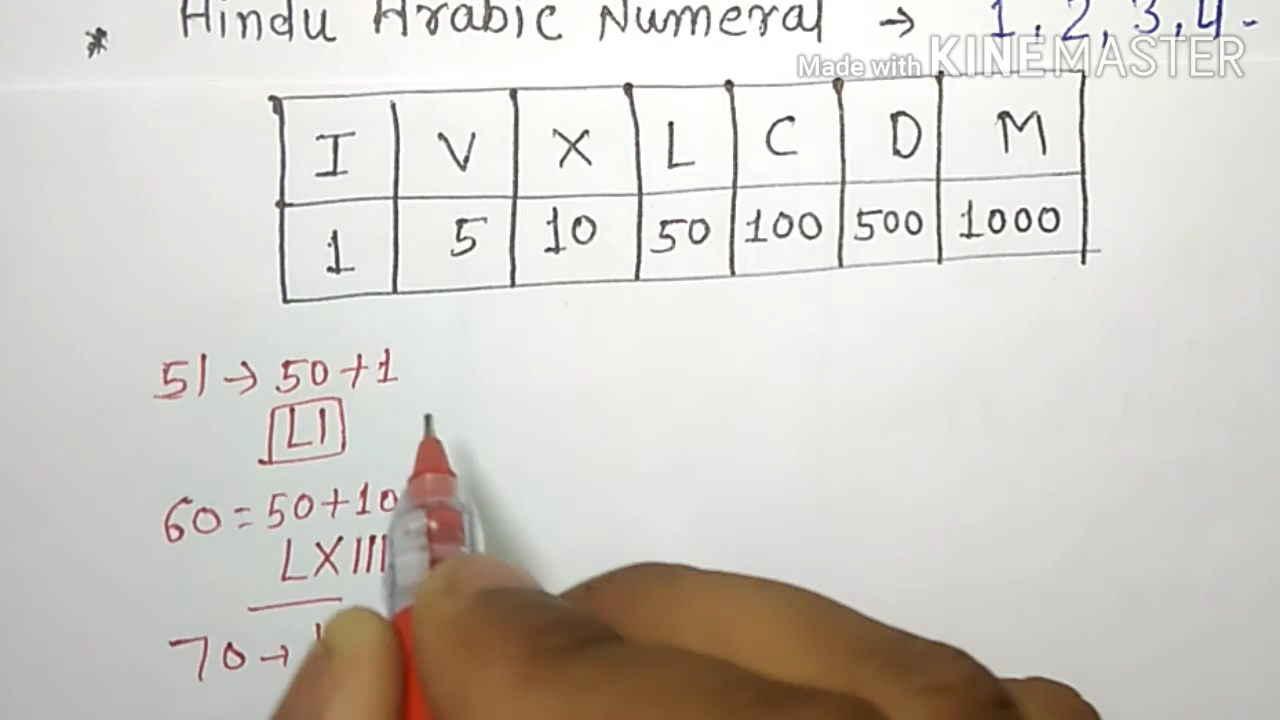 * Hindu Arabic Numeral → 1, 2, 3, 4 -
Made with KINEMASTER
I V X L C D M
1 5 10 50 100 500 1000
51 → 50+1
LI
60 = 50+10
LXIII
70 →